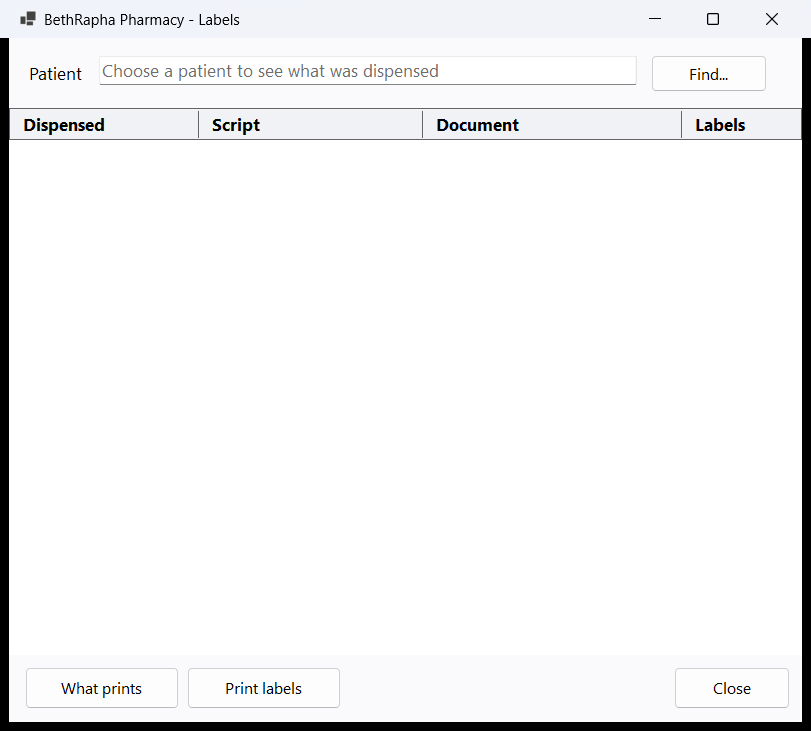 BethRapha Pharmacy - Labels
Patient Choose a patient to see what was dispensed Find...
Dispensed Script Document Labels
What prints Print labels Close